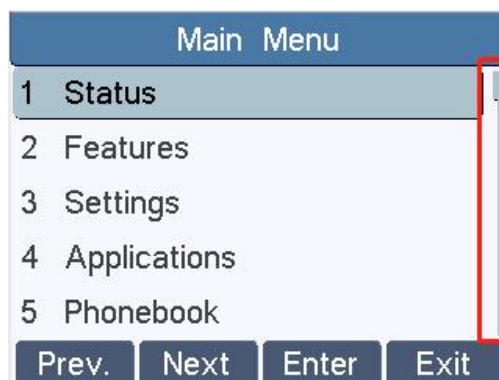 Main Menu
1 Status
2 Features
3 Settings
4 Applications
5 Phonebook
Prev. Next Enter Exit